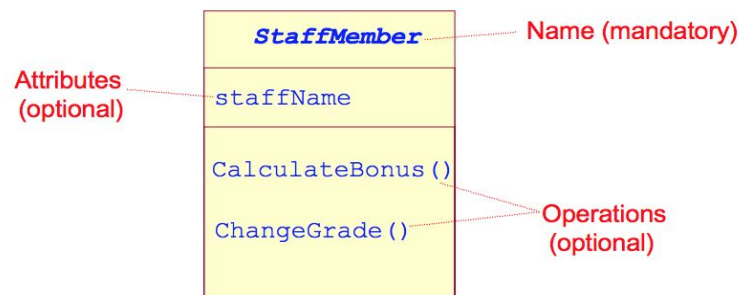 StaffMember
Name (mandatory)
Attributes
(optional)
staffName
CalculateBonus()
ChangeGrade()
Operations
(optional)